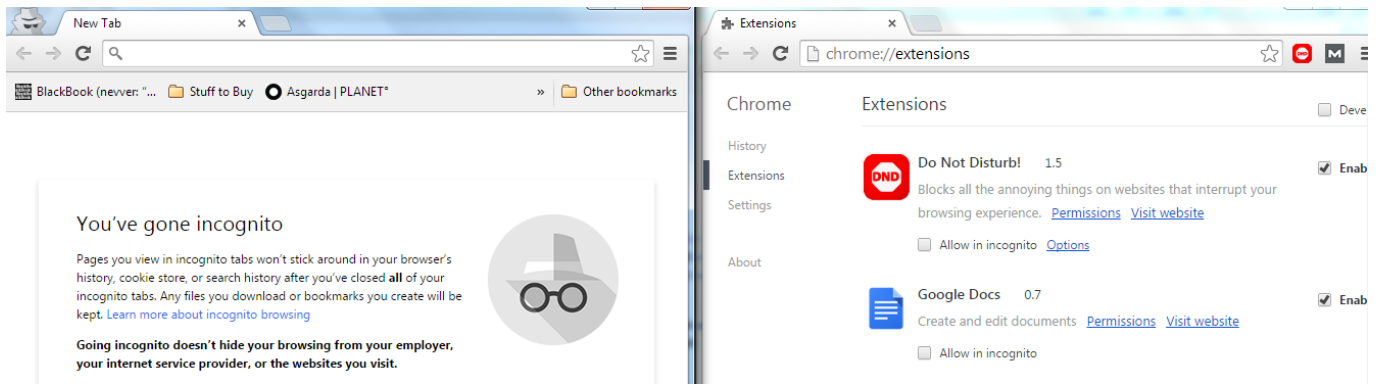 New Tab
BlackBook (nevver: "...
Stuff to Buy
Asgarda | PLANET°
»
Other bookmarks
You've gone incognito
Pages you view in incognito tabs won't stick around in your browser's
history, cookie store, or search history after you've closed all of your
incognito tabs. Any files you download or bookmarks you create will be
kept. Learn more about incognito browsing
Going incognito doesn't hide your browsing from your employer,
your internet service provider, or the websites you visit.
Extensions
chrome://extensions
DND
M
Chrome
Extensions
Deve
History
Extensions
Settings
About
DND
Do Not Disturb! 1.5
Enab
Blocks all the annoying things on websites that interrupt your
browsing experience. Permissions Visit website
Allow in incognito Options
Google Docs 0.7
Enab
Create and edit documents Permissions Visit website
Allow in incognito